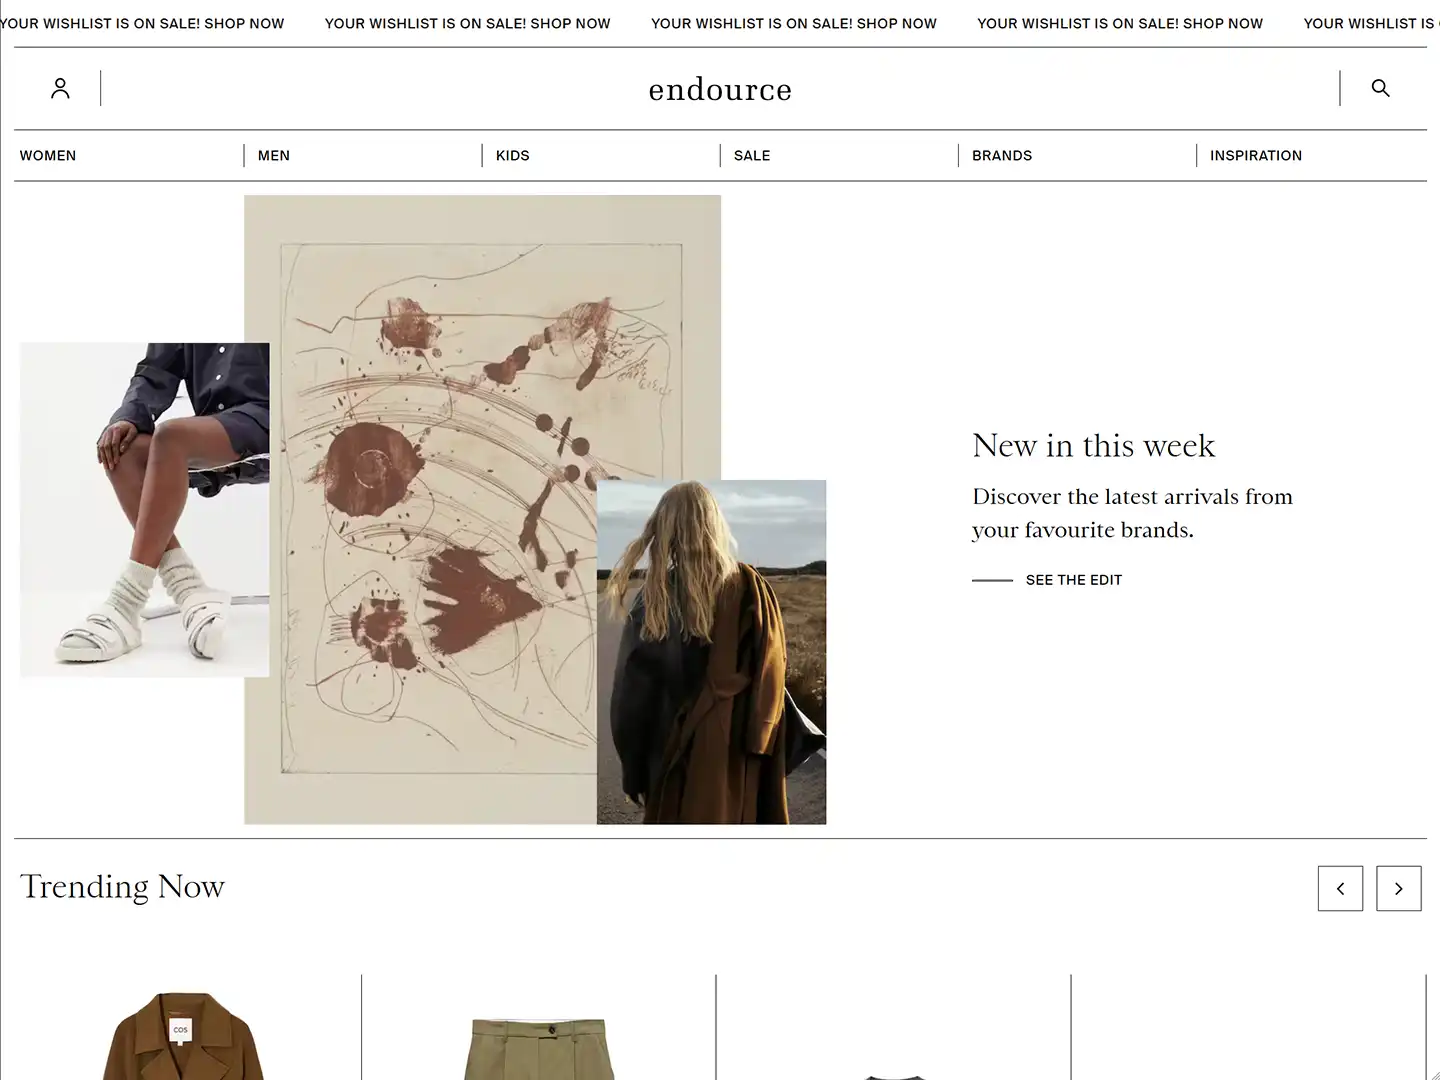 YOUR WISHLIST IS ON SALE! SHOP NOW YOUR WISHLIST IS ON SALE! SHOP NOW YOUR WISHLIST IS ON SALE! SHOP NOW YOUR WISHLIST IS ON SALE! SHOP NOW YOUR WISHLIST IS
endource
WOMEN MEN KIDS SALE BRANDS INSPIRATION
New in this week
Discover the latest arrivals from
your favourite brands.
SEE THE EDIT
Trending Now
COS